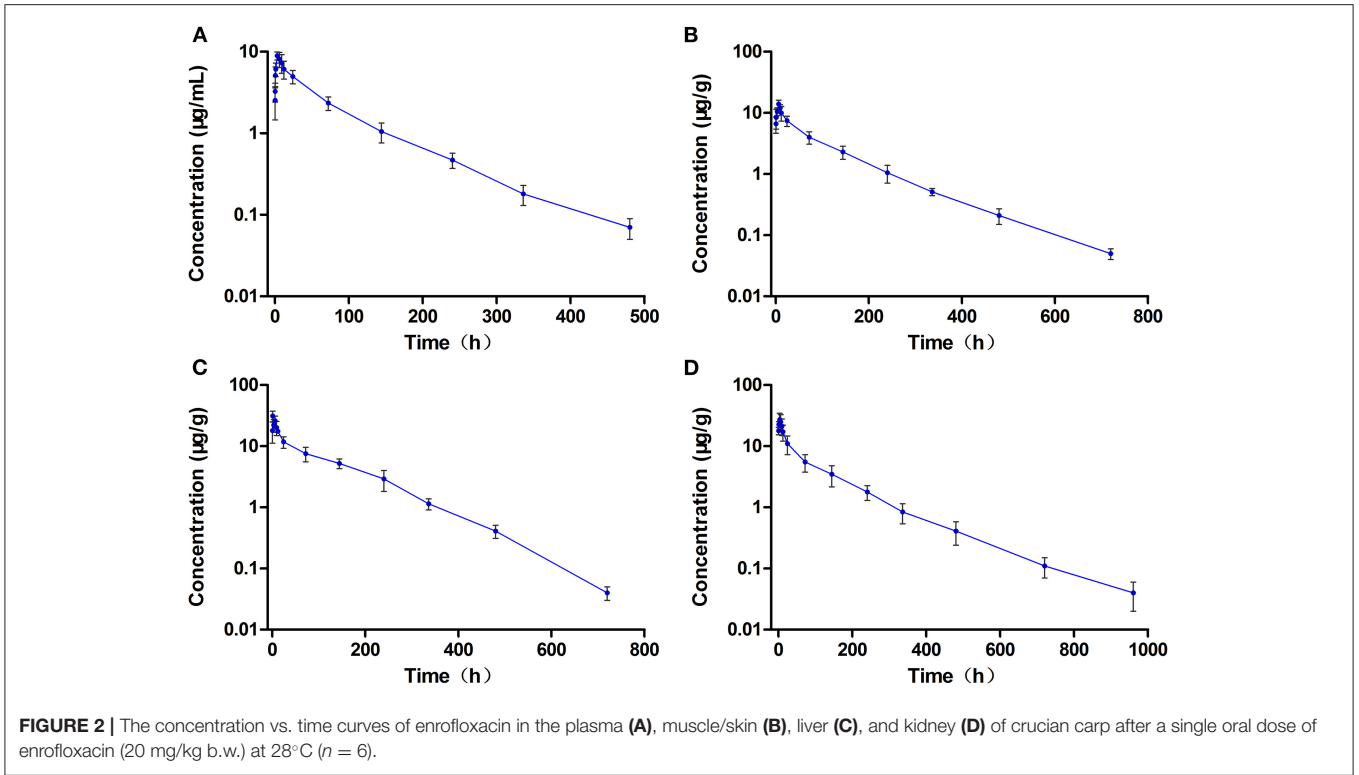 A
Concentration (µg/mL)
10
1
0.1
0.01
0 100 200 300 400 500
Time（h）
B
Concentration (µg/g)
100
10
1
0.1
0.01
0 200 400 600 800
Time（h）
C
Concentration (µg/g)
100
10
1
0.1
0.01
0 200 400 600 800
Time（h）
D
Concentration (µg/g)
100
10
1
0.1
0.01
0 200 400 600 800 1000
Time（h）
FIGURE 2 | The concentration vs. time curves of enrofloxacin in the plasma (A), muscle/skin (B), liver (C), and kidney (D) of crucian carp after a single oral dose of
enrofloxacin (20 mg/kg b.w.) at 28°C (n = 6).